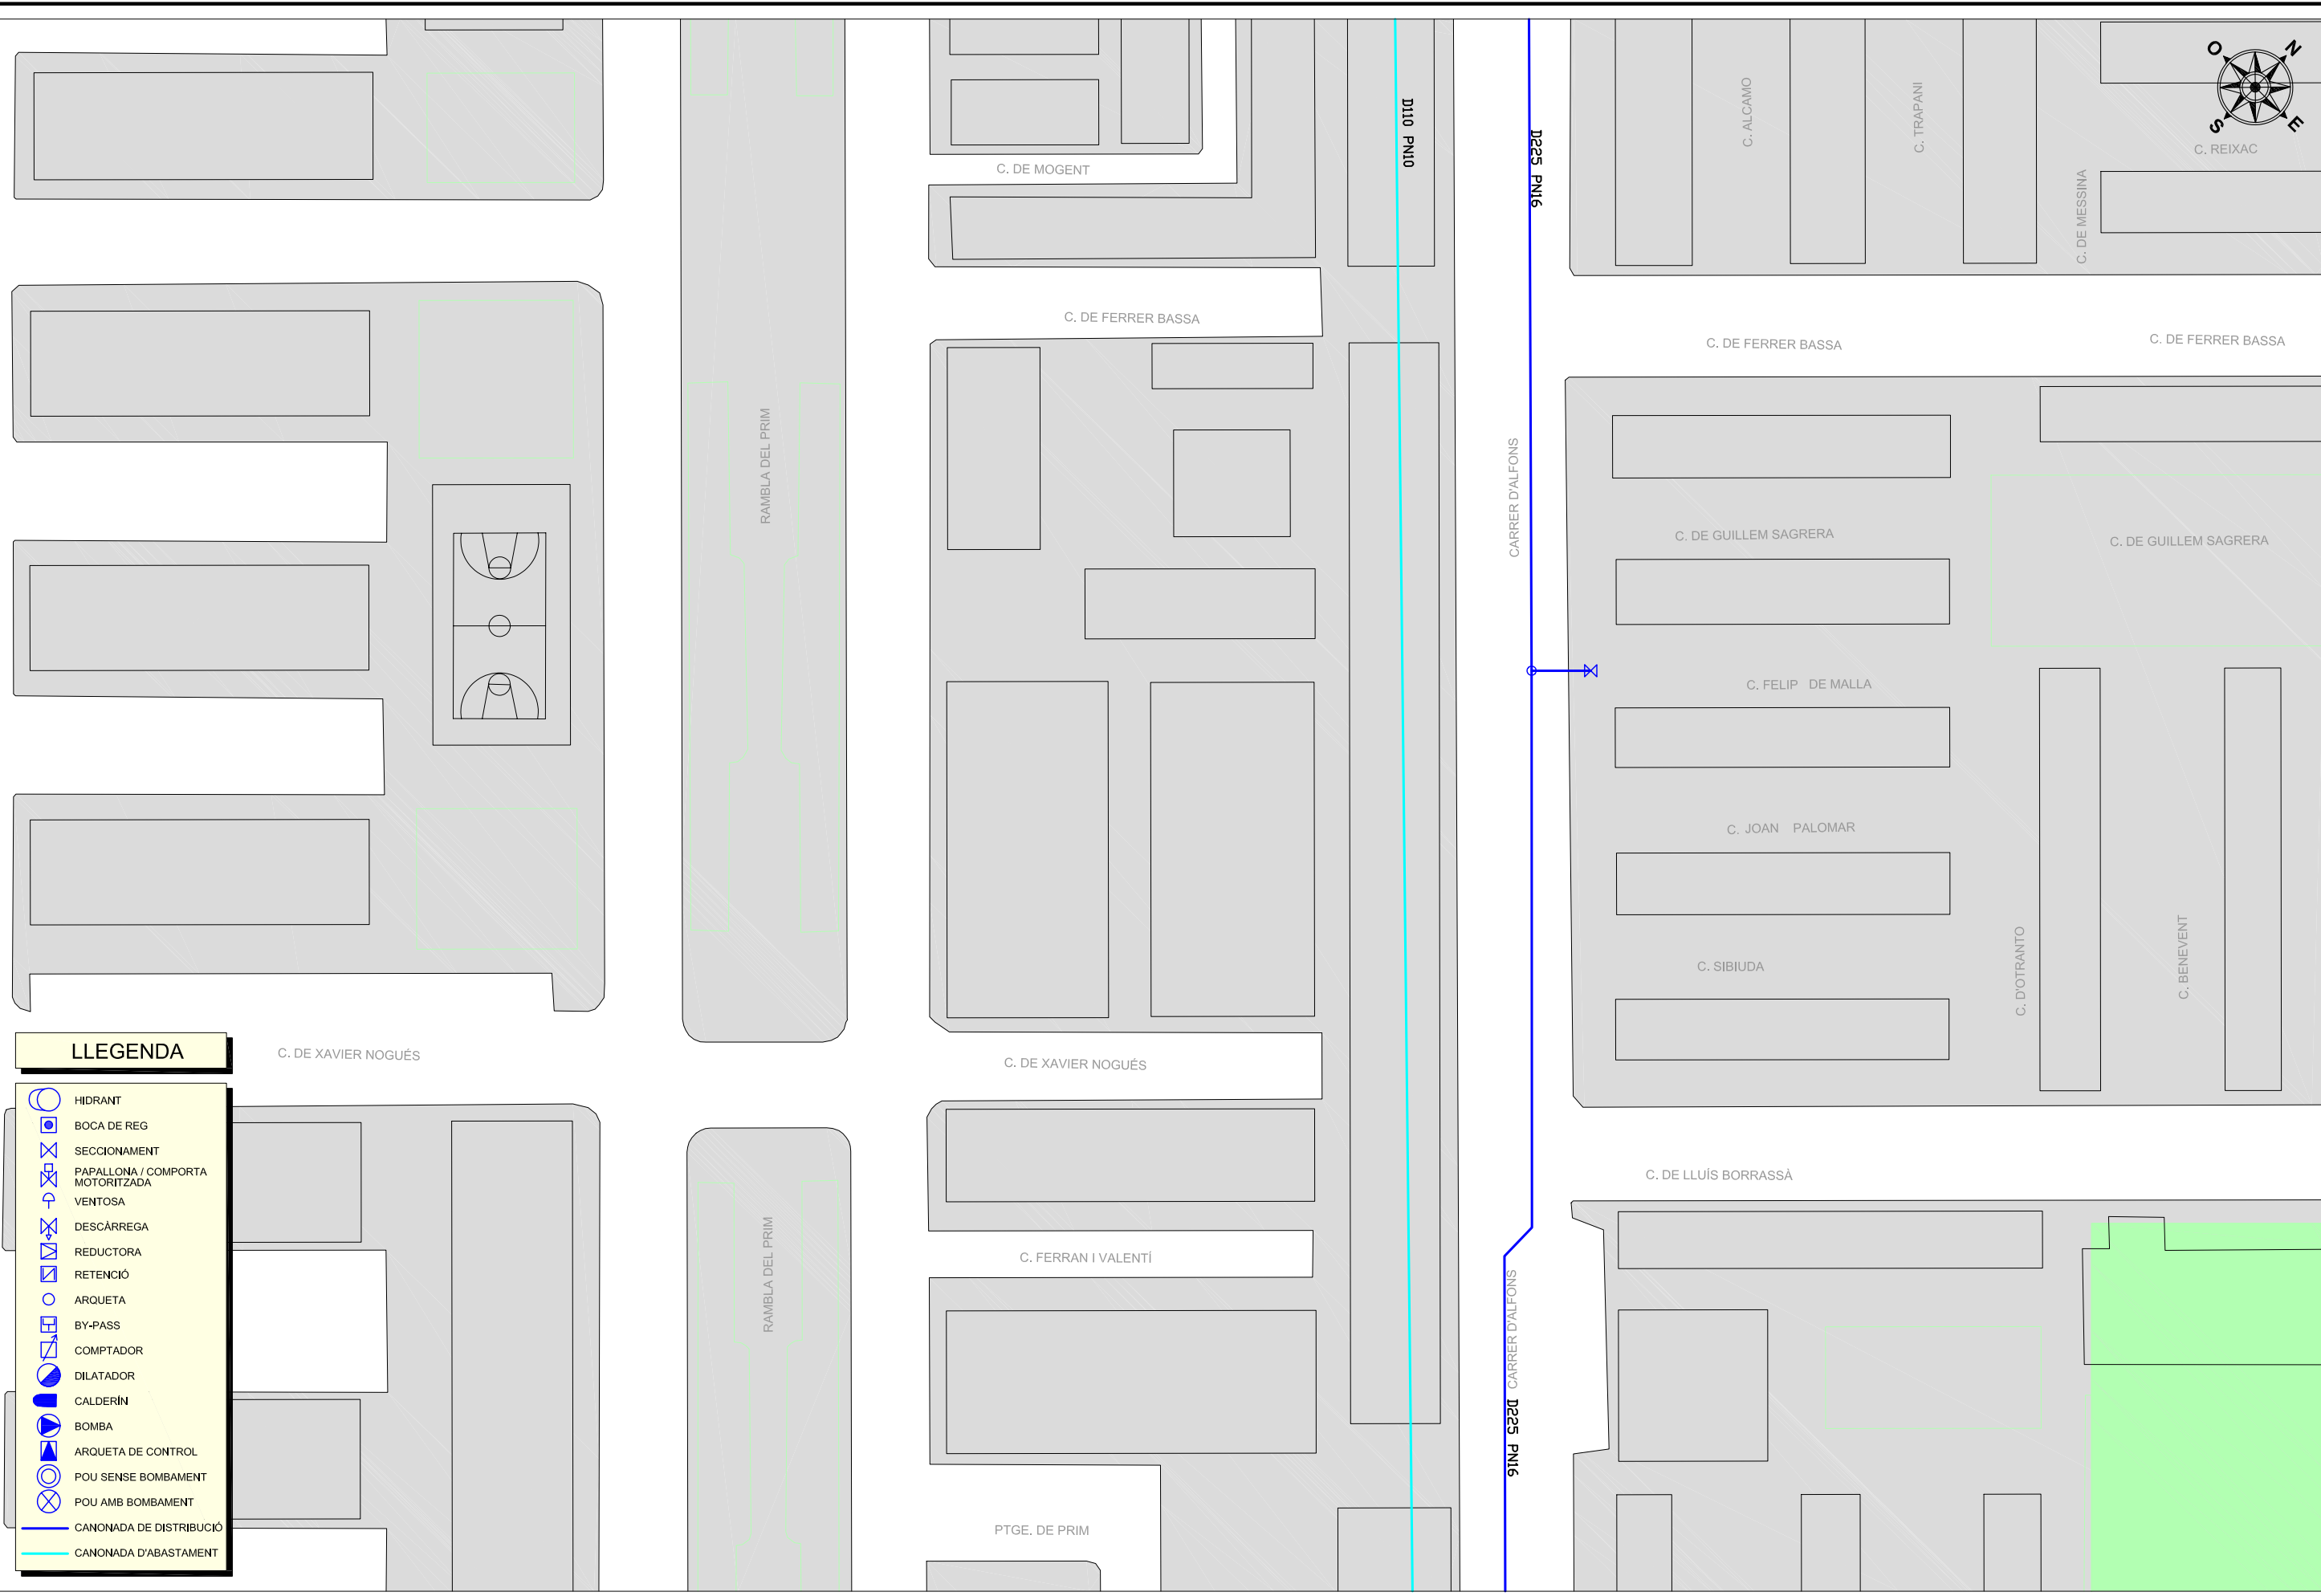 O
N
S
E
C. ALCAMO
C. TRAPANI
C. DE MESSINA
C. REIXAC
D110 PN10
D225 PN16
C. DE MOGENT
C. DE FERRER BASSA
C. DE FERRER BASSA
C. DE FERRER BASSA
RAMBLA DEL PRIM
CARRER D'ALFONS
C. DE GUILLEM SAGRERA
C. DE GUILLEM SAGRERA
C. FELIP DE MALLA
C. JOAN PALOMAR
C. SIBIUDA
C. D'OTRANTO
C. BENEVENT
C. DE XAVIER NOGUÉS
C. DE XAVIER NOGUÉS
C. DE LLUÍS BORRASSÀ
C. FERRAN I VALENTÍ
RAMBLA DEL PRIM
CARRER D'ALFONS
D225 PN16
PTGE. DE PRIM
LLEGENDA
HIDRANT
BOCA DE REG
SECCIONAMENT
PAPALLONA / COMPORTA
MOTORITZADA
VENTOSA
DESCÀRREGA
REDUCTORA
RETENCIÓ
ARQUETA
BY-PASS
COMPTADOR
DILATADOR
CALDERÍN
BOMBA
ARQUETA DE CONTROL
POU SENSE BOMBAMENT
POU AMB BOMBAMENT
CANONADA DE DISTRIBUCIÓ
CANONADA D'ABASTAMENT